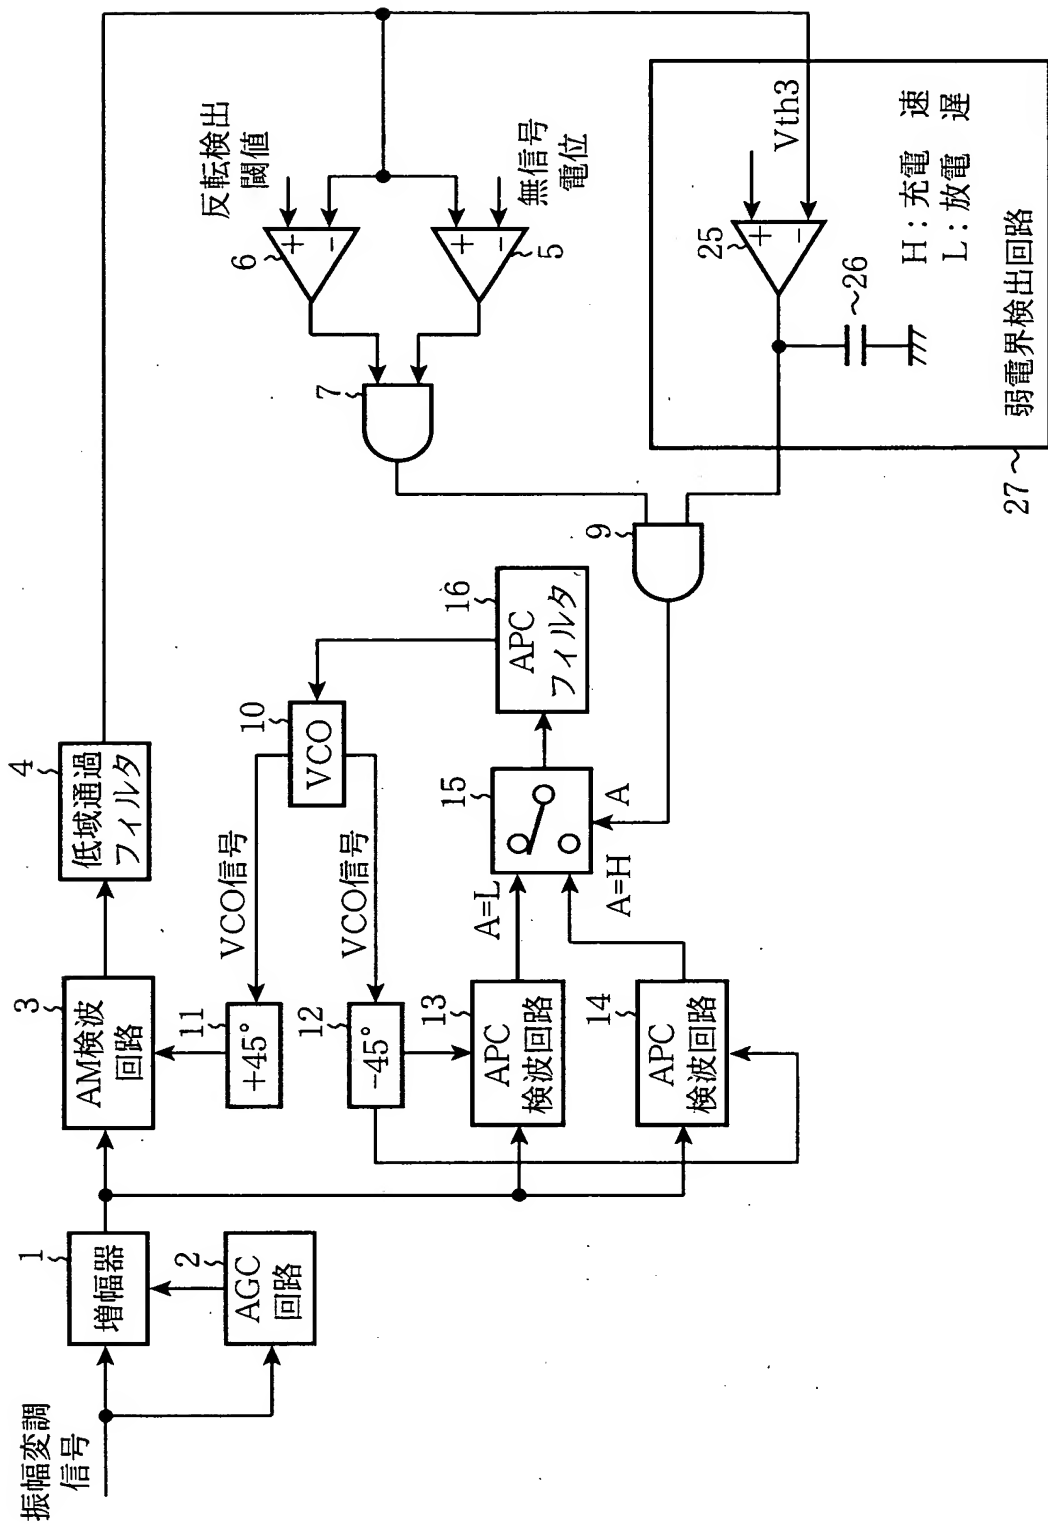 振幅変調
信号
1
増幅器
2
AGC
回路
3
AM検波
回路
4
低域通過
フィルタ
11
+45°
12
-45°
VCO信号
VCO信号
10
VCO
13
APC
検波回路
14
APC
検波回路
A=L
A=H
15
A
16
APC
フィルタ
反転検出
閾値
6
+
-
無信号
電位
5
+
-
7
9
Vth3
25
+
-
26
H:充電 速
L:放電 遅
弱電界検出回路
27